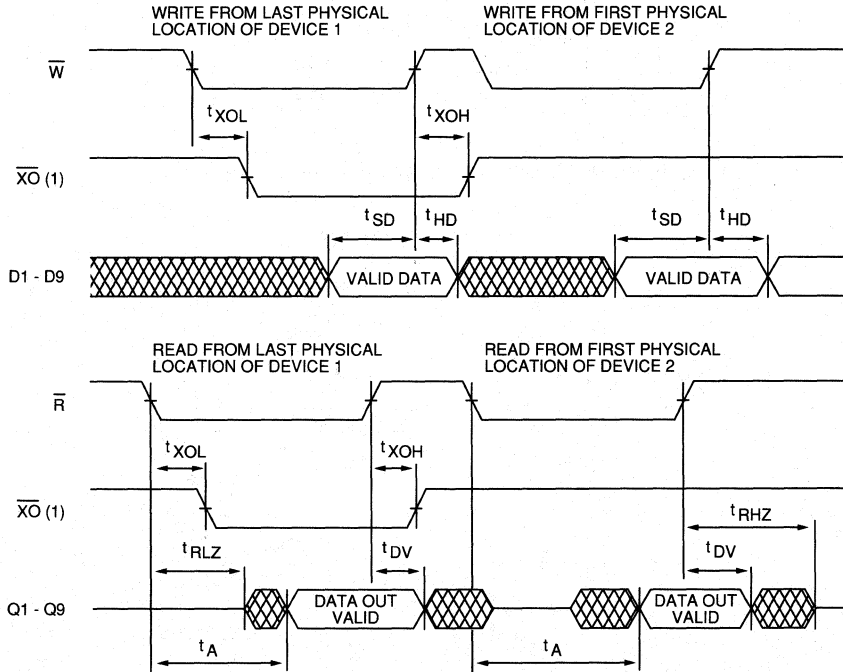 WRITE FROM LAST PHYSICAL WRITE FROM FIRST PHYSICAL
LOCATION OF DEVICE 1 LOCATION OF DEVICE 2
W
tXOL tXOH
XO (1)
tSD tHD tSD tHD
D1 - D9 VALID DATA VALID DATA
READ FROM LAST PHYSICAL READ FROM FIRST PHYSICAL
LOCATION OF DEVICE 1 LOCATION OF DEVICE 2
R
tXOL tXOH
XO (1)
tRHZ
tRLZ tDV tDV
Q1 - Q9 DATA OUT VALID DATA OUT VALID
tA tA